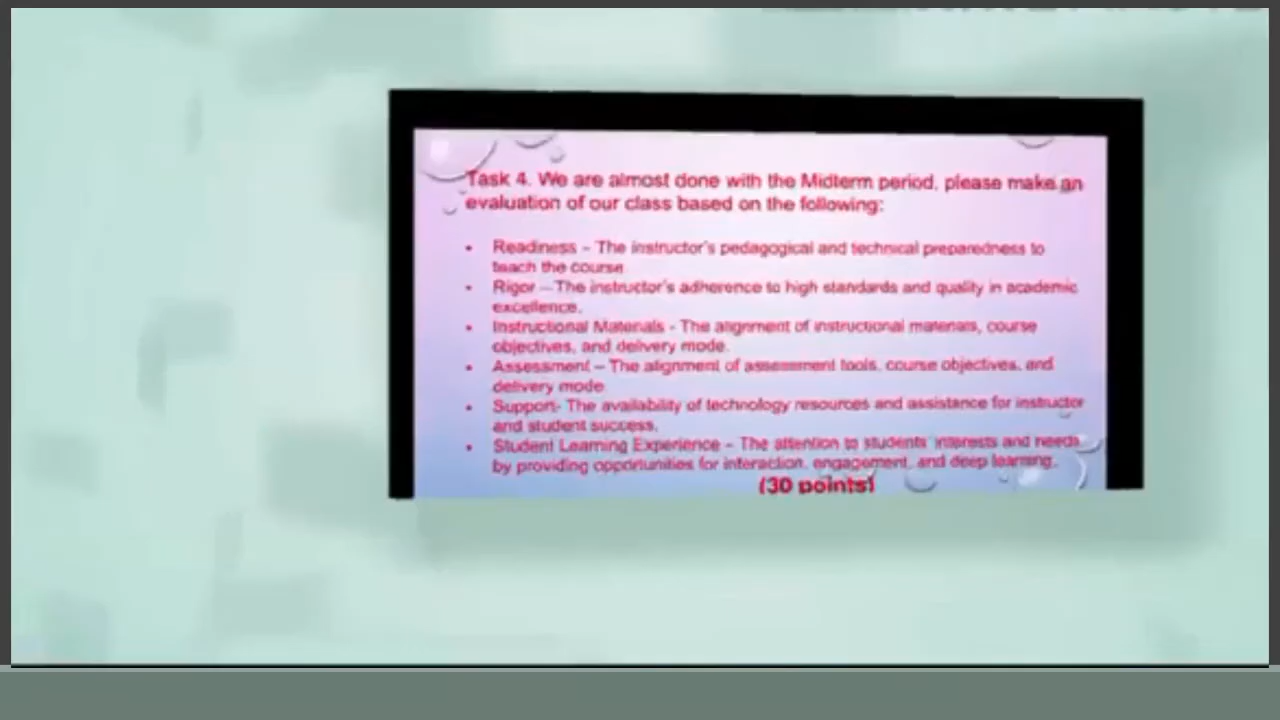 Task 4. We are almost done with the Midterm period, please make an
evaluation of our class based on the following:
• Readiness – The instructor's pedagogical and technical preparedness to
teach the course
• Rigor – The instructor's adherence to high standards and quality in academic
excellence.
• Instructional Materials - The alignment of instructional materials, course
objectives, and delivery mode.
• Assessment – The alignment of assessment tools, course objectives, and
delivery mode
• Support- The availability of technology resources and assistance for instructor
and student success.
• Student Learning Experience – The attention to students' interests and needs
by providing opportunities for interaction, engagement, and deep learning.
(30 points)